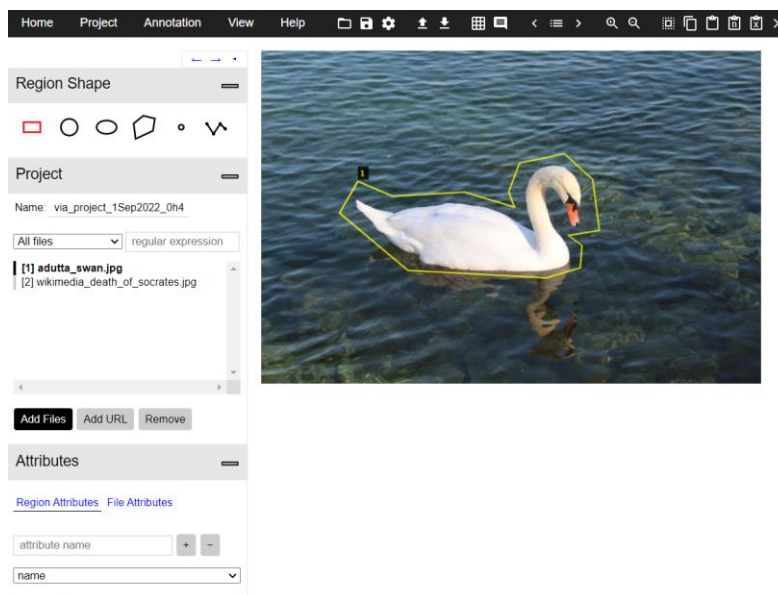 Home Project Annotation View Help
Region Shape
Project
Name: via_project_1Sep2022_0h4
All files regular expression
[1] adutta_swan.jpg
[2] wikimedia_death_of_socrates.jpg
Add Files Add URL Remove
Attributes
Region Attributes File Attributes
attribute name + −
name
1